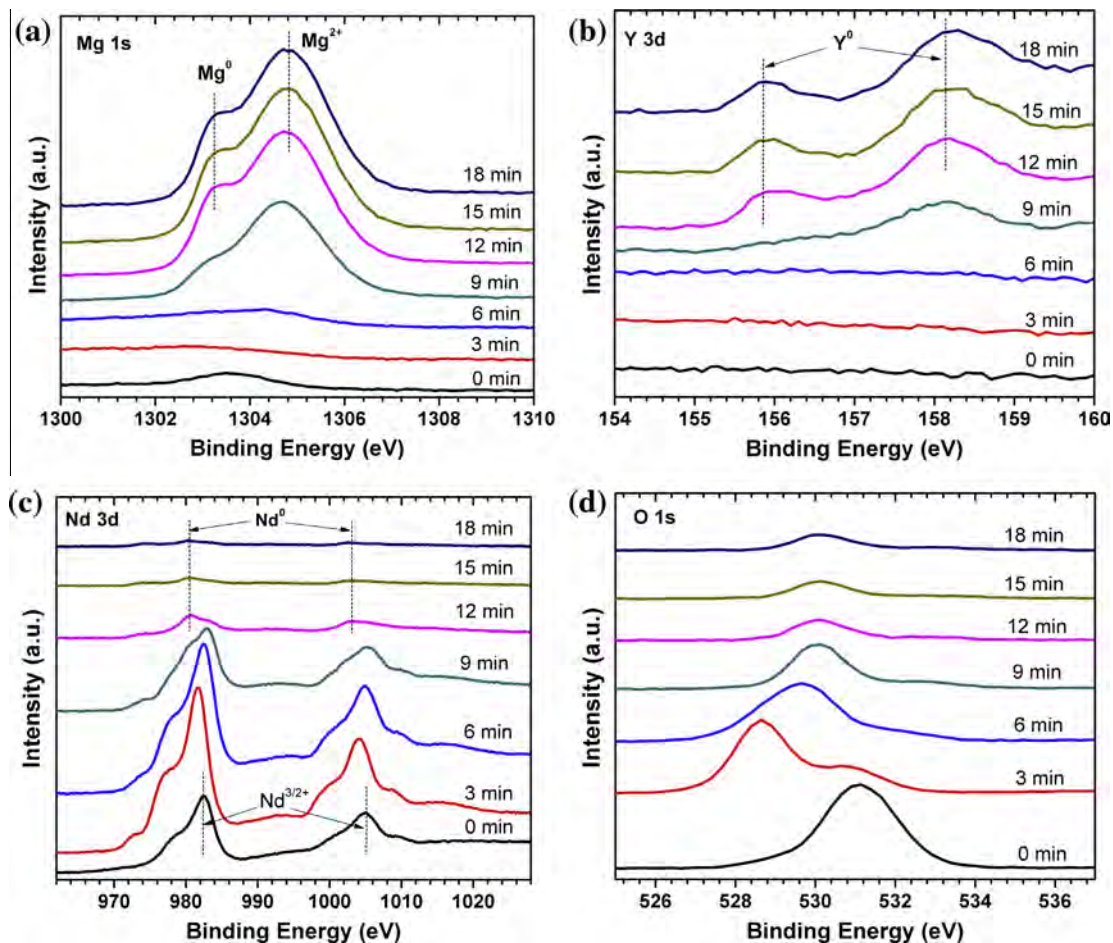 (a) Mg 1s
Mg0
Mg2+
18 min
15 min
12 min
9 min
6 min
3 min
0 min
1300 1302 1304 1306 1308 1310
Binding Energy (eV)
Intensity (a.u.)
(b) Y 3d
Y0
18 min
15 min
12 min
9 min
6 min
3 min
0 min
154 155 156 157 158 159 160
Binding Energy (eV)
Intensity (a.u.)
(c) Nd 3d
Nd0
18 min
15 min
12 min
9 min
6 min
3 min
Nd3/2+
0 min
970 980 990 1000 1010 1020
Binding Energy (eV)
Intensity (a.u.)
(d) O 1s
18 min
15 min
12 min
9 min
6 min
3 min
0 min
526 528 530 532 534 536
Binding Energy (eV)
Intensity (a.u.)